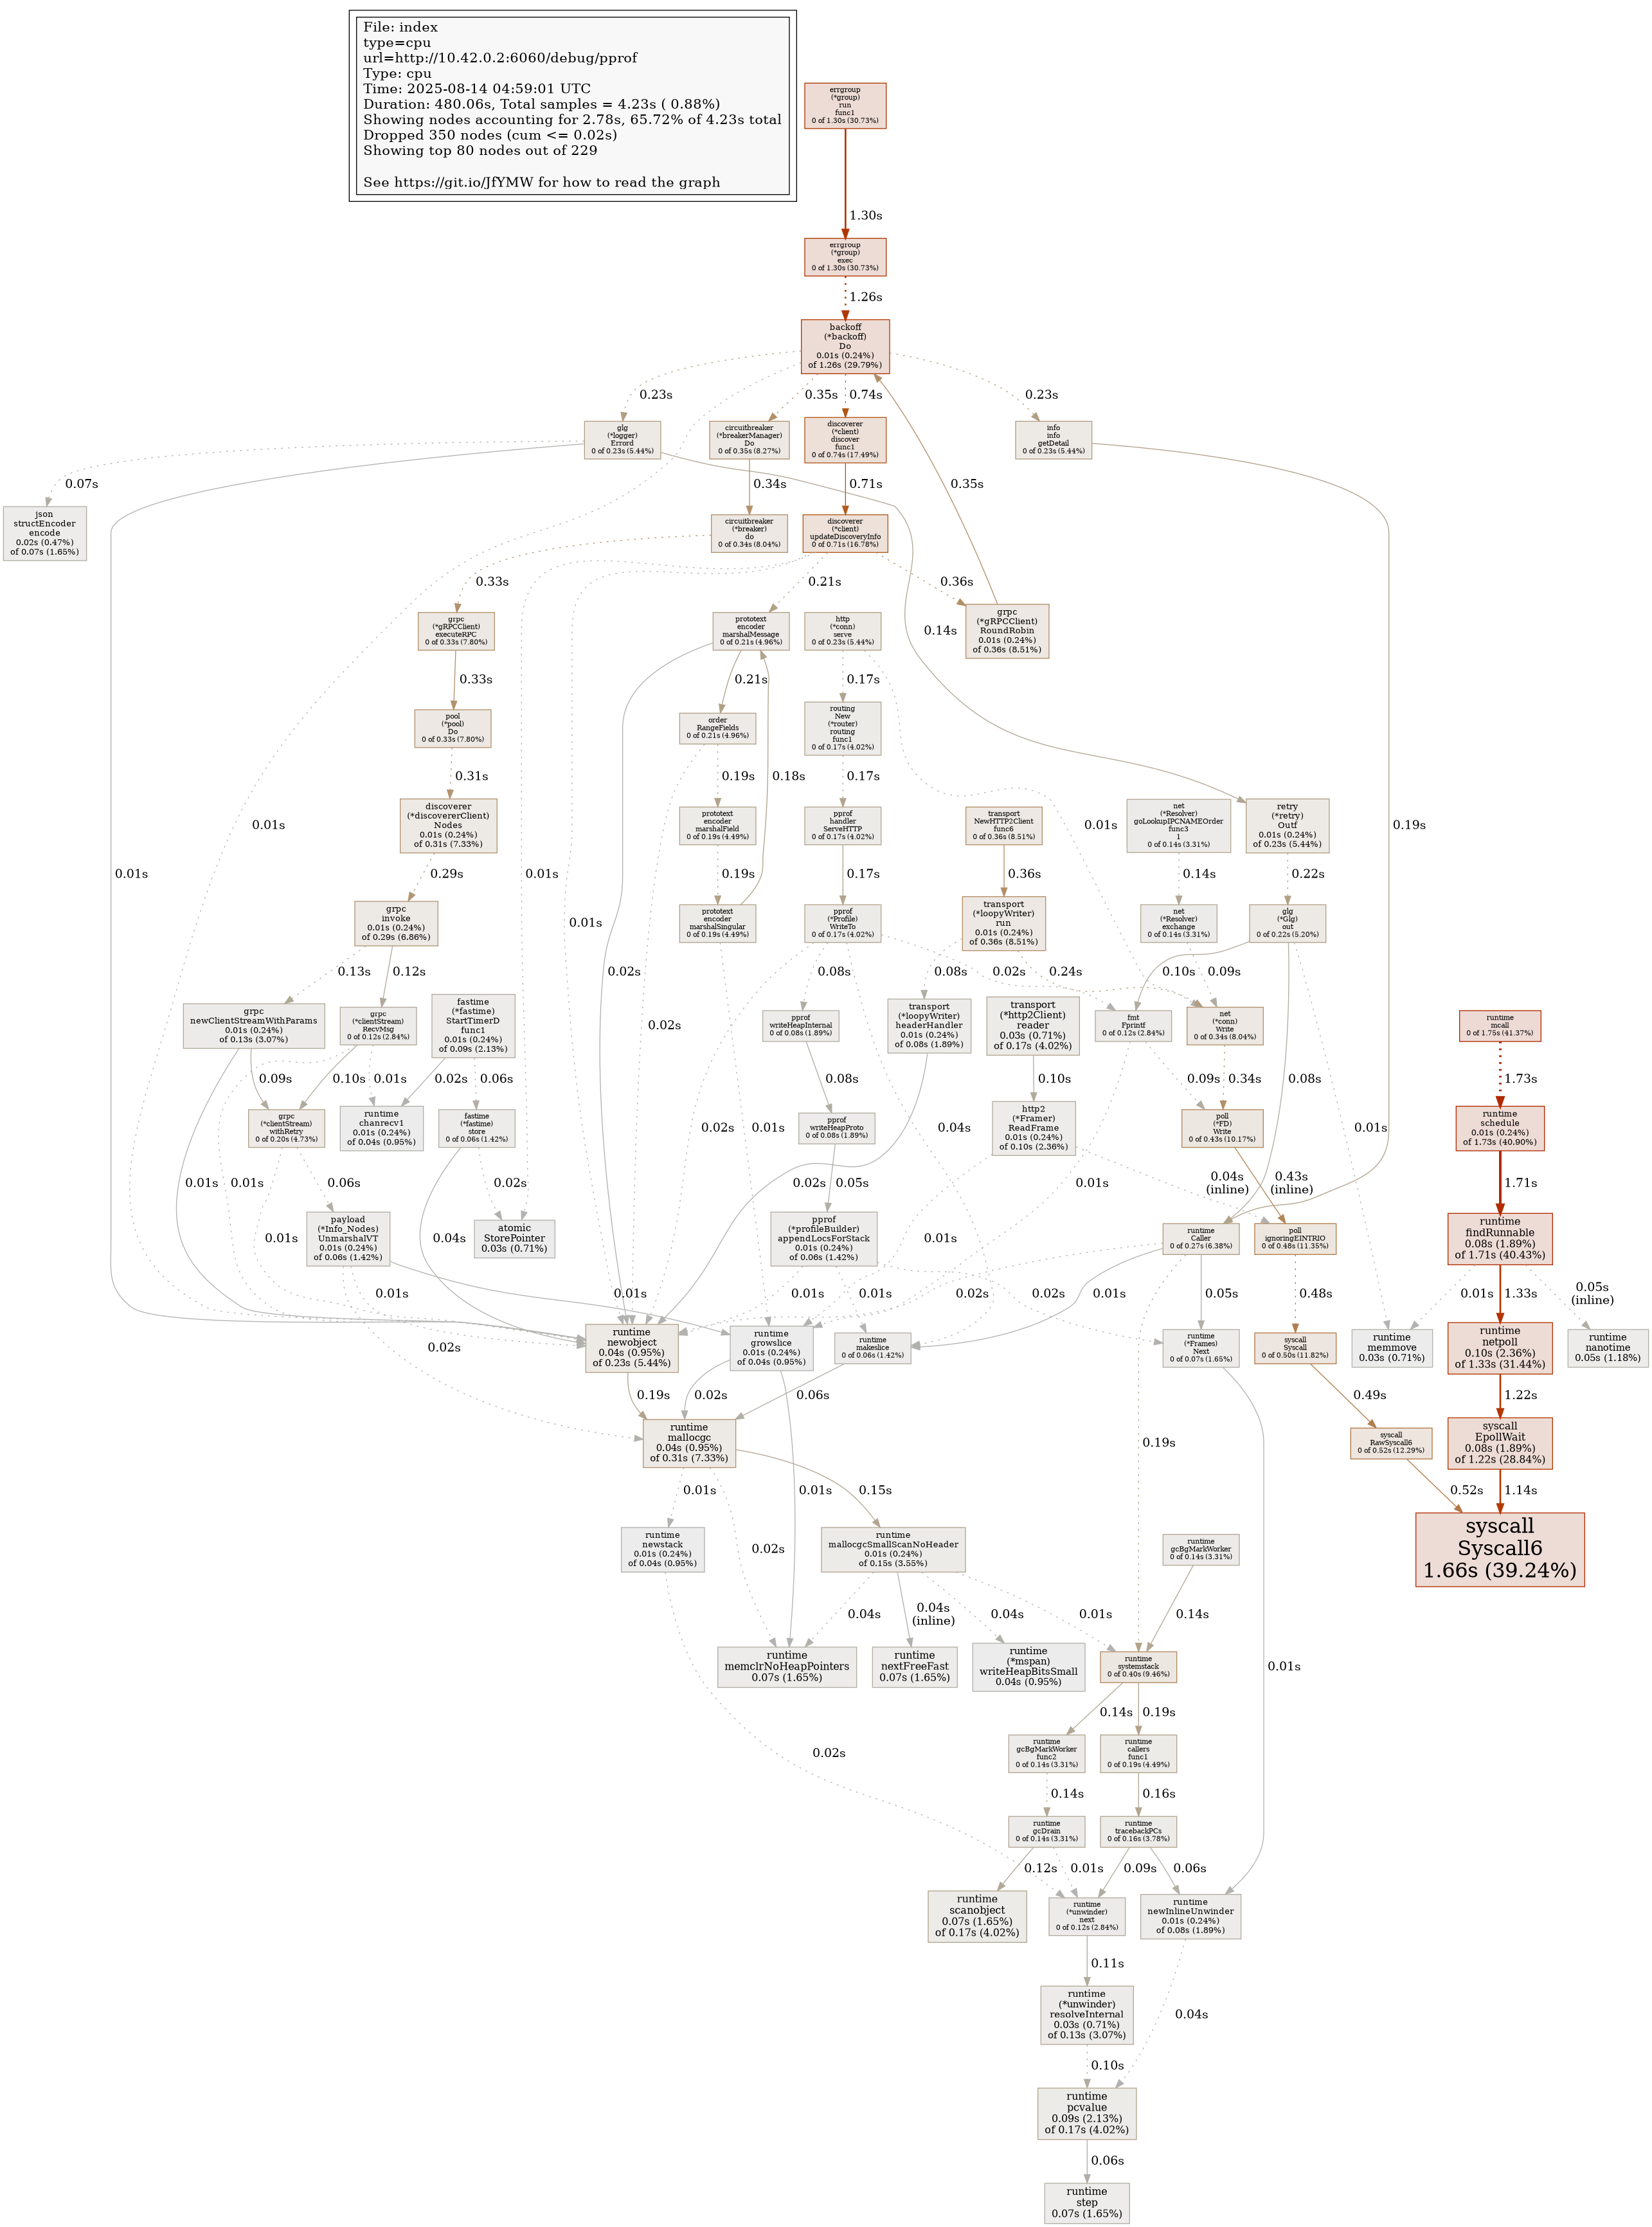 File: index
type=cpu
url=http://10.42.0.2:6060/debug/pprof
Type: cpu
Time: 2025-08-14 04:59:01 UTC
Duration: 480.06s, Total samples = 4.23s ( 0.88%)
Showing nodes accounting for 2.78s, 65.72% of 4.23s total
Dropped 350 nodes (cum <= 0.02s)
Showing top 80 nodes out of 229
See https://git.io/JfYMW for how to read the graph
errgroup
(*group)
run
func1
0 of 1.30s (30.73%)
1.30s
errgroup
(*group)
exec
0 of 1.30s (30.73%)
1.26s
backoff
(*backoff)
Do
0.01s (0.24%)
of 1.26s (29.79%)
0.23s
0.35s
0.74s
0.23s
glg
(*logger)
Errord
0 of 0.23s (5.44%)
circuitbreaker
(*breakerManager)
Do
0 of 0.35s (8.27%)
discoverer
(*client)
discover
func1
0 of 0.74s (17.49%)
info
info
getDetail
0 of 0.23s (5.44%)
0.07s
0.34s
0.71s
0.35s
json
structEncoder
encode
0.02s (0.47%)
of 0.07s (1.65%)
circuitbreaker
(*breaker)
do
0 of 0.34s (8.04%)
discoverer
(*client)
updateDiscoveryInfo
0 of 0.71s (16.78%)
0.33s
0.21s
0.36s
grpc
(*gRPCClient)
executeRPC
0 of 0.33s (7.80%)
prototext
encoder
marshalMessage
0 of 0.21s (4.96%)
http
(*conn)
serve
0 of 0.23s (5.44%)
grpc
(*gRPCClient)
RoundRobin
0.01s (0.24%)
of 0.36s (8.51%)
0.14s
0.33s
0.21s
0.17s
pool
(*pool)
Do
0 of 0.33s (7.80%)
order
RangeFields
0 of 0.21s (4.96%)
routing
New
(*router)
routing
func1
0 of 0.17s (4.02%)
0.31s
0.19s
0.18s
0.17s
discoverer
(*discovererClient)
Nodes
0.01s (0.24%)
of 0.31s (7.33%)
prototext
encoder
marshalField
0 of 0.19s (4.49%)
pprof
handler
ServeHTTP
0 of 0.17s (4.02%)
transport
NewHTTP2Client
func6
0 of 0.36s (8.51%)
net
(*Resolver)
goLookupIPCNAMEOrder
func3
1
0 of 0.14s (3.31%)
retry
(*retry)
Outf
0.01s (0.24%)
of 0.23s (5.44%)
0.01s
0.01s
0.19s
0.01s
0.29s
0.01s
0.19s
0.17s
0.36s
0.14s
0.22s
grpc
invoke
0.01s (0.24%)
of 0.29s (6.86%)
0.01s
prototext
encoder
marshalSingular
0 of 0.19s (4.49%)
pprof
(*Profile)
WriteTo
0 of 0.17s (4.02%)
transport
(*loopyWriter)
run
0.01s (0.24%)
of 0.36s (8.51%)
net
(*Resolver)
exchange
0 of 0.14s (3.31%)
glg
(*Glg)
out
0 of 0.22s (5.20%)
0.13s
0.12s
0.02s
0.08s
0.08s
0.02s
0.24s
0.10s
0.09s
grpc
newClientStreamWithParams
0.01s (0.24%)
of 0.13s (3.07%)
grpc
(*clientStream)
RecvMsg
0 of 0.12s (2.84%)
fastime
(*fastime)
StartTimerD
func1
0.01s (0.24%)
of 0.09s (2.13%)
0.02s
pprof
writeHeapInternal
0 of 0.08s (1.89%)
transport
(*loopyWriter)
headerHandler
0.01s (0.24%)
of 0.08s (1.89%)
transport
(*http2Client)
reader
0.03s (0.71%)
of 0.17s (4.02%)
fmt
Fprintf
0 of 0.12s (2.84%)
net
(*conn)
Write
0 of 0.34s (8.04%)
runtime
mcall
0 of 1.75s (41.37%)
0.09s
0.10s
0.01s
0.02s
0.06s
0.08s
0.10s
0.09s
0.34s
0.08s
1.73s
grpc
(*clientStream)
withRetry
0 of 0.20s (4.73%)
runtime
chanrecv1
0.01s (0.24%)
of 0.04s (0.95%)
fastime
(*fastime)
store
0 of 0.06s (1.42%)
0.02s
0.01s
pprof
writeHeapProto
0 of 0.08s (1.89%)
0.04s
http2
(*Framer)
ReadFrame
0.01s (0.24%)
of 0.10s (2.36%)
poll
(*FD)
Write
0 of 0.43s (10.17%)
0.01s
runtime
schedule
0.01s (0.24%)
of 1.73s (40.90%)
0.01s
0.01s
0.06s
0.02s
0.05s
0.02s
0.01s
0.04s
(inline)
0.43s
(inline)
1.71s
payload
(*Info_Nodes)
UnmarshalVT
0.01s (0.24%)
of 0.06s (1.42%)
atomic
StorePointer
0.03s (0.71%)
pprof
(*profileBuilder)
appendLocsForStack
0.01s (0.24%)
of 0.06s (1.42%)
runtime
Caller
0 of 0.27s (6.38%)
poll
ignoringEINTRIO
0 of 0.48s (11.35%)
runtime
findRunnable
0.08s (1.89%)
of 1.71s (40.43%)
0.01s
0.04s
0.01s
0.01s
0.01s
0.01s
0.01s
0.02s
0.02s
0.01s
0.05s
0.48s
0.01s
1.33s
0.05s
(inline)
runtime
newobject
0.04s (0.95%)
of 0.23s (5.44%)
runtime
growslice
0.01s (0.24%)
of 0.04s (0.95%)
runtime
makeslice
0 of 0.06s (1.42%)
runtime
(*Frames)
Next
0 of 0.07s (1.65%)
syscall
Syscall
0 of 0.50s (11.82%)
runtime
memmove
0.03s (0.71%)
runtime
netpoll
0.10s (2.36%)
of 1.33s (31.44%)
runtime
nanotime
0.05s (1.18%)
0.02s
0.19s
0.02s
0.06s
0.49s
1.22s
runtime
mallocgc
0.04s (0.95%)
of 0.31s (7.33%)
0.19s
syscall
RawSyscall6
0 of 0.52s (12.29%)
syscall
EpollWait
0.08s (1.89%)
of 1.22s (28.84%)
0.01s
0.01s
0.15s
0.52s
1.14s
runtime
newstack
0.01s (0.24%)
of 0.04s (0.95%)
0.02s
runtime
mallocgcSmallScanNoHeader
0.01s (0.24%)
of 0.15s (3.55%)
runtime
gcBgMarkWorker
0 of 0.14s (3.31%)
syscall
Syscall6
1.66s (39.24%)
0.04s
0.04s
(inline)
0.04s
0.01s
0.14s
runtime
memclrNoHeapPointers
0.07s (1.65%)
runtime
nextFreeFast
0.07s (1.65%)
runtime
(*mspan)
writeHeapBitsSmall
0.04s (0.95%)
runtime
systemstack
0 of 0.40s (9.46%)
0.01s
0.14s
0.19s
0.02s
runtime
gcBgMarkWorker
func2
0 of 0.14s (3.31%)
runtime
callers
func1
0 of 0.19s (4.49%)
0.14s
0.16s
runtime
gcDrain
0 of 0.14s (3.31%)
runtime
tracebackPCs
0 of 0.16s (3.78%)
0.12s
0.01s
0.09s
0.06s
runtime
scanobject
0.07s (1.65%)
of 0.17s (4.02%)
runtime
(*unwinder)
next
0 of 0.12s (2.84%)
runtime
newInlineUnwinder
0.01s (0.24%)
of 0.08s (1.89%)
0.11s
runtime
(*unwinder)
resolveInternal
0.03s (0.71%)
of 0.13s (3.07%)
0.04s
0.10s
runtime
pcvalue
0.09s (2.13%)
of 0.17s (4.02%)
0.06s
runtime
step
0.07s (1.65%)